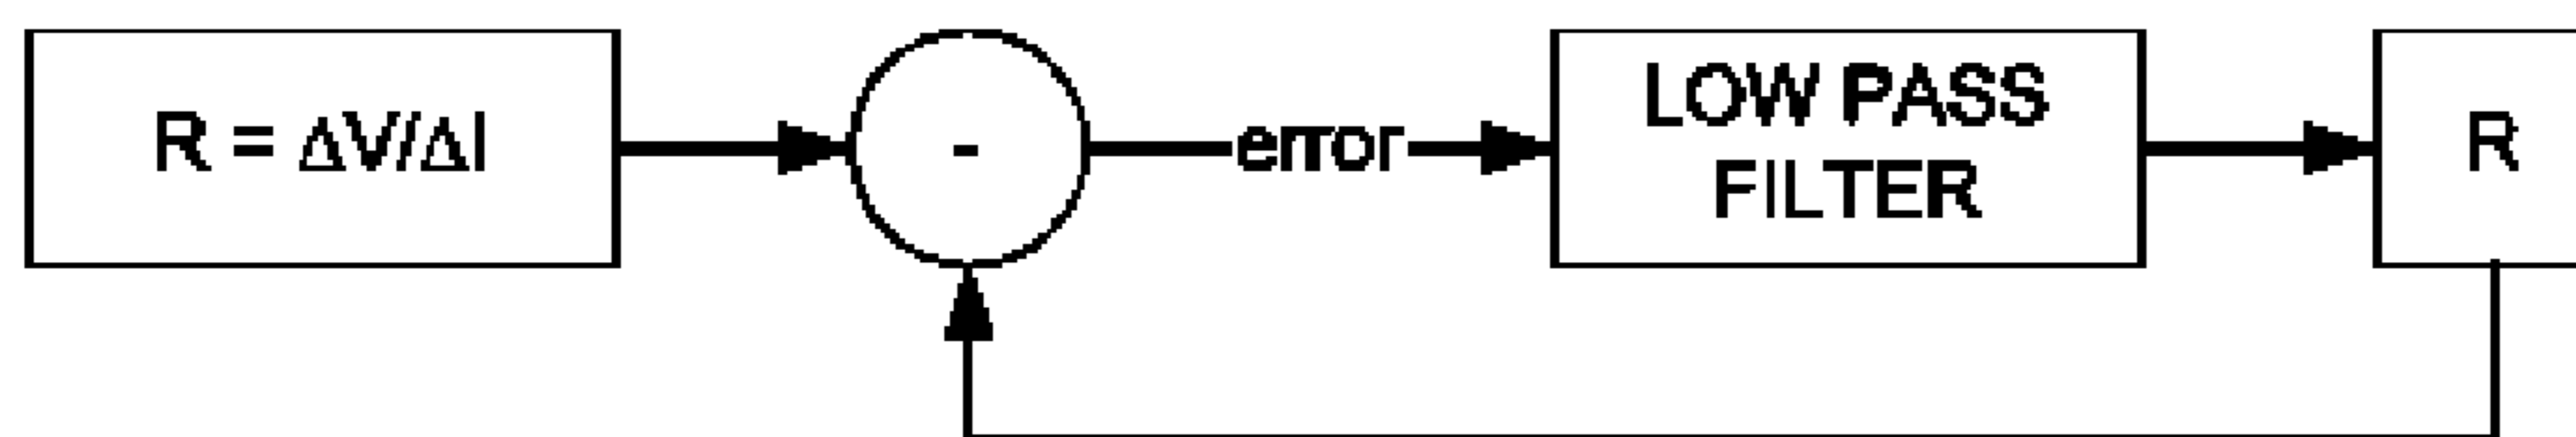 R = ΔV/ΔI
-
error
LOW PASS
FILTER
R